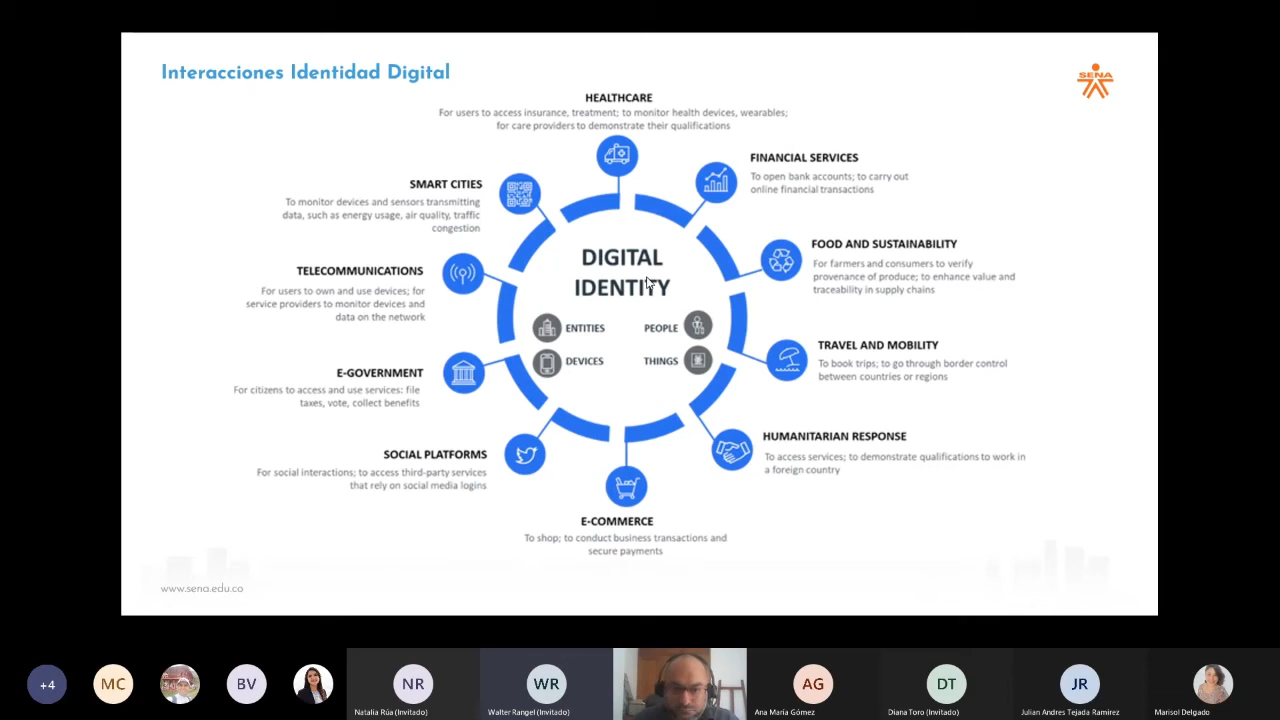 Interacciones Identidad Digital
SENA
HEALTHCARE
For users to access insurance, treatment; to monitor health devices, wearables;
for care providers to demonstrate their qualifications
FINANCIAL SERVICES
To open bank accounts; to carry out
online financial transactions
SMART CITIES
To monitor devices and sensors transmitting
data, such as energy usage, air quality, traffic
congestion
FOOD AND SUSTAINABILITY
For farmers and consumers to verify
provenance of produce; to enhance value and
traceability in supply chains
DIGITAL
IDENTITY
TELECOMMUNICATIONS
For users to own and use devices; for
service providers to monitor devices and
data on the network
ENTITIES
PEOPLE
DEVICES
THINGS
TRAVEL AND MOBILITY
To book trips; to go through border control
between countries or regions
E-GOVERNMENT
For citizens to access and use services: file
taxes, vote, collect benefits
HUMANITARIAN RESPONSE
To access services; to demonstrate qualifications to work in
a foreign country
SOCIAL PLATFORMS
For social interactions; to access third-party services
that rely on social media logins
E-COMMERCE
To shop; to conduct business transactions and
secure payments
www.sena.edu.co
+4
MC
BV
NR
WR
AG
DT
JR
Natalia Rúa (Invitado)
Walter Rangel (Invitado)
Ana María Gómez
Diana Toro (Invitado)
Julian Andres Tejada Ramirez
Marisol Delgado